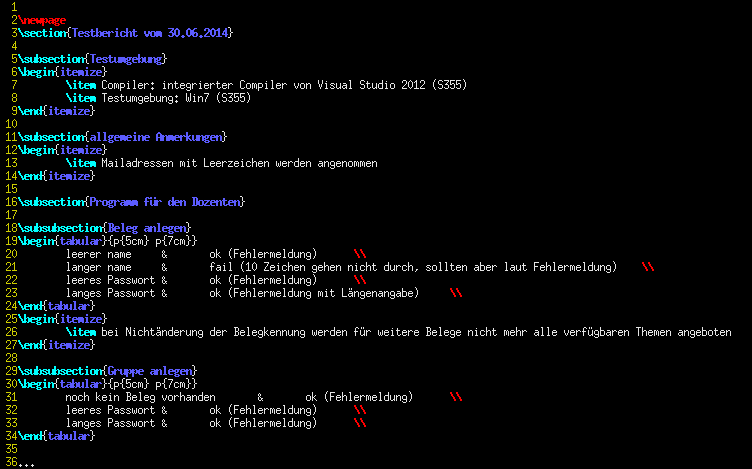 1
2\newpage
3\section{Testbericht vom 30.06.2014}
4
5\subsection{Testumgebung}
6\begin{itemize}
7 \item Compiler: integrierter Compiler von Visual Studio 2012 (S355)
8 \item Testumgebung: Win7 (S355)
9\end{itemize}
10
11\subsection{allgemeine Anmerkungen}
12\begin{itemize}
13 \item Mailadressen mit Leerzeichen werden angenommen
14\end{itemize}
15
16\subsection{Programm für den Dozenten}
17
18\subsubsection{Beleg anlegen}
19\begin{tabular}{p{5cm} p{7cm}}
20 leerer name & ok (Fehlermeldung) \\
21 langer name & fail (10 Zeichen gehen nicht durch, sollten aber laut Fehlermeldung) \\
22 leeres Passwort & ok (Fehlermeldung) \\
23 langes Passwort & ok (Fehlermeldung mit Längenangabe) \\
24\end{tabular}
25\begin{itemize}
26 \item bei Nichtänderung der Belegkennung werden für weitere Belege nicht mehr alle verfügbaren Themen angeboten
27\end{itemize}
28
29\subsubsection{Gruppe anlegen}
30\begin{tabular}{p{5cm} p{7cm}}
31 noch kein Beleg vorhanden & ok (Fehlermeldung) \\
32 leeres Passwort & ok (Fehlermeldung) \\
33 langes Passwort & ok (Fehlermeldung) \\
34\end{tabular}
35
36...